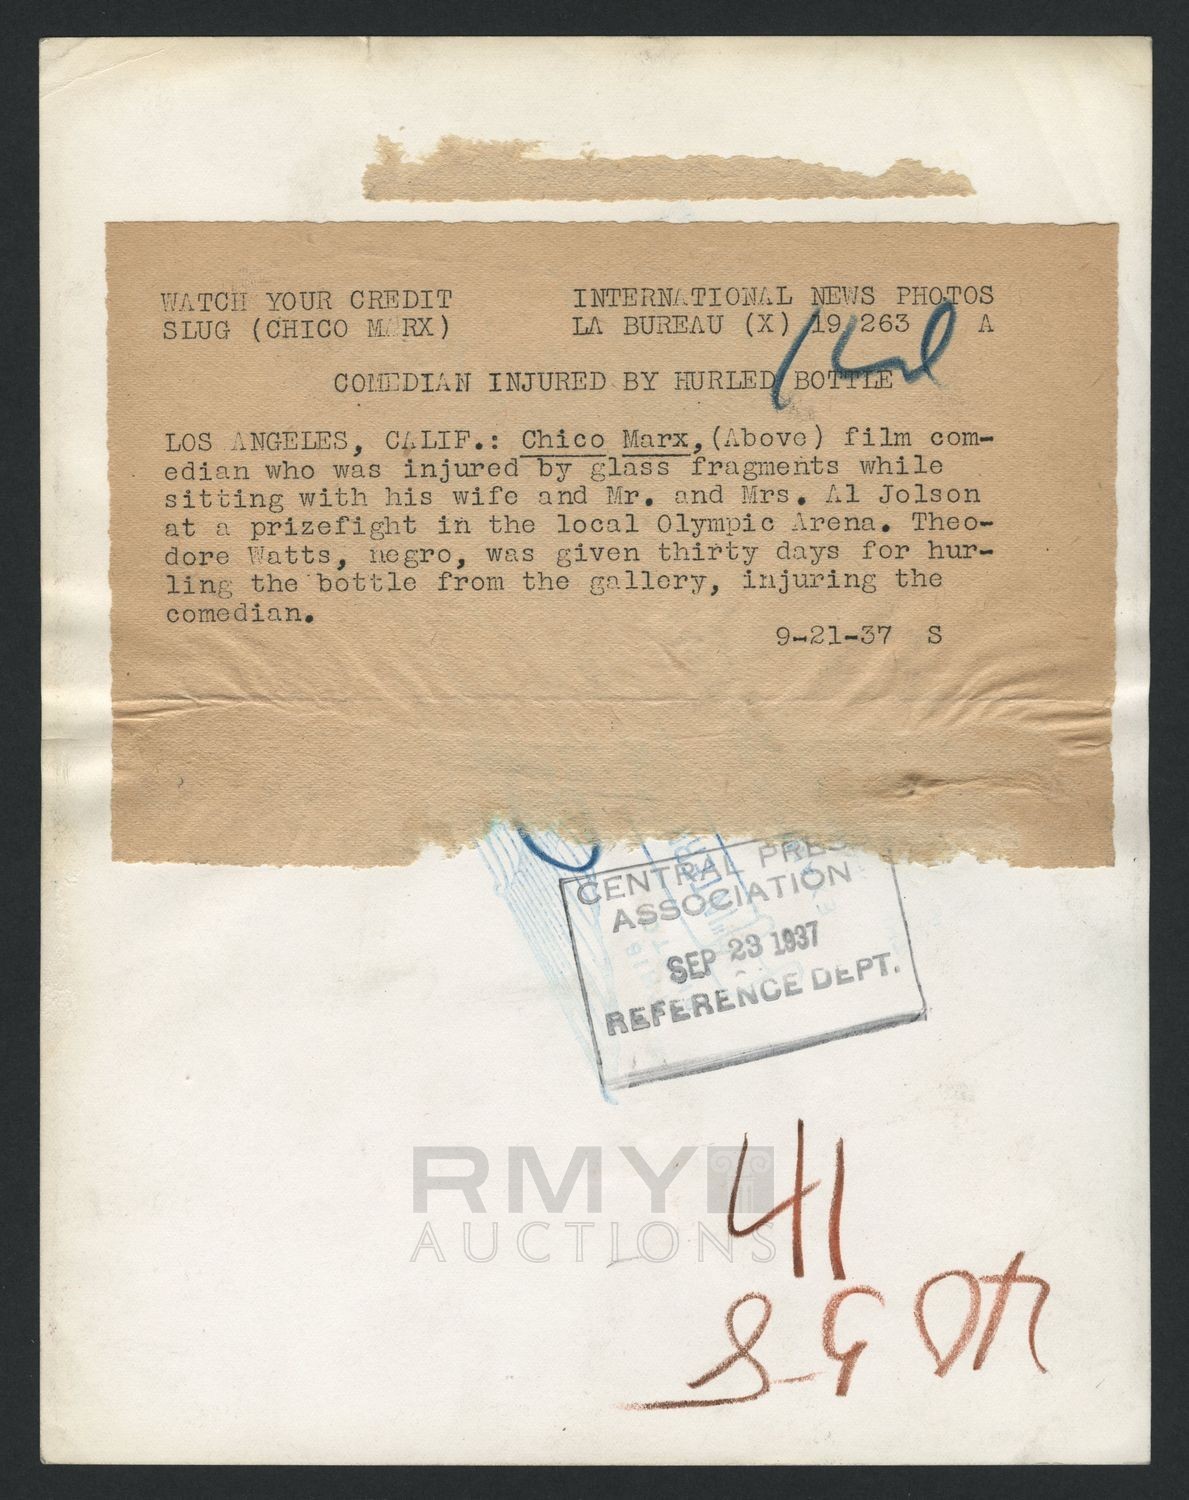 WATCH YOUR CREDIT
SLUG (CHICO MARX)
INTERNATIONAL NEWS PHOTOS
LA BUREAU (X) 19 263 A
COMEDIAN INJURED BY HURLED BOTTLE
LOS ANGELES, CALIF.: Chico Marx, (Above) film com-
edian who was injured by glass fragments while
sitting with his wife and Mr. and Mrs. Al Jolson
at a prizefight in the local Olympic Arena. Theo-
dore Watts, negro, was given thirty days for hur-
ling the bottle from the gallery, injuring the
comedian.
9-21-37 S
CENTRAL PRESS
ASSOCIATION
SEP 23 1937
REFERENCE DEPT.
RMY
AUCTIONS
41